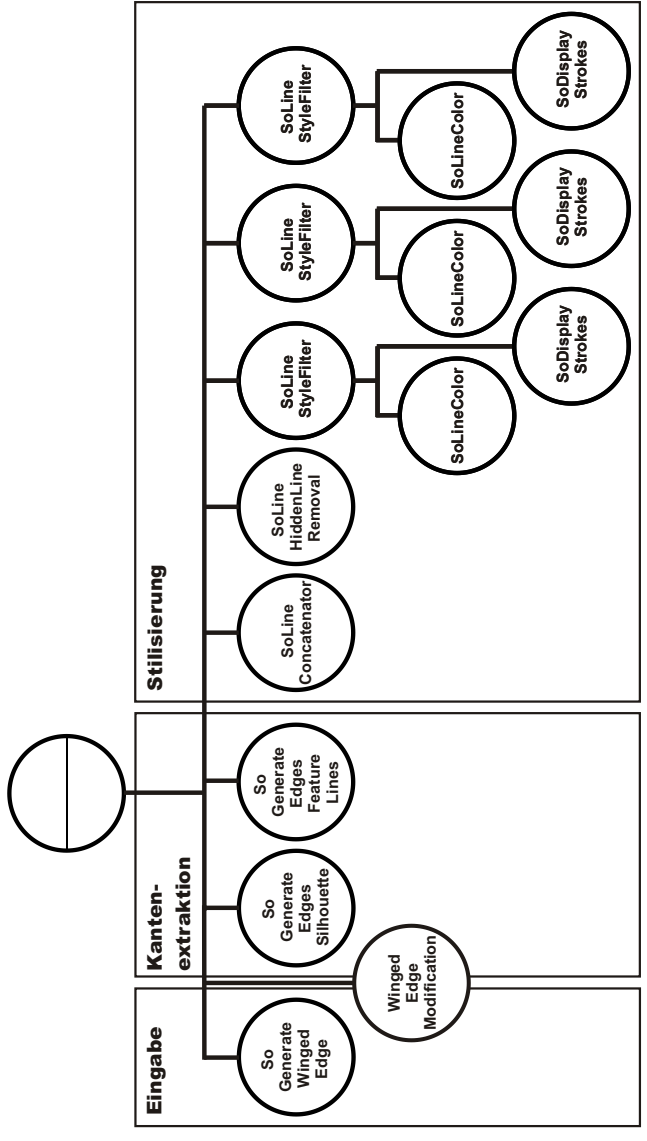 Eingabe
So
Generate
Winged
Edge
Winged
Edge
Modification
Kanten-
extraktion
So
Generate
Edges
Silhouette
So
Generate
Edges
Feature
Lines
Stilisierung
SoLine
Concatenator
SoLine
HiddenLine
Removal
SoLine
StyleFilter
SoLineColor
SoDisplay
Strokes
SoLine
StyleFilter
SoLineColor
SoDisplay
Strokes
SoLine
StyleFilter
SoLineColor
SoDisplay
Strokes